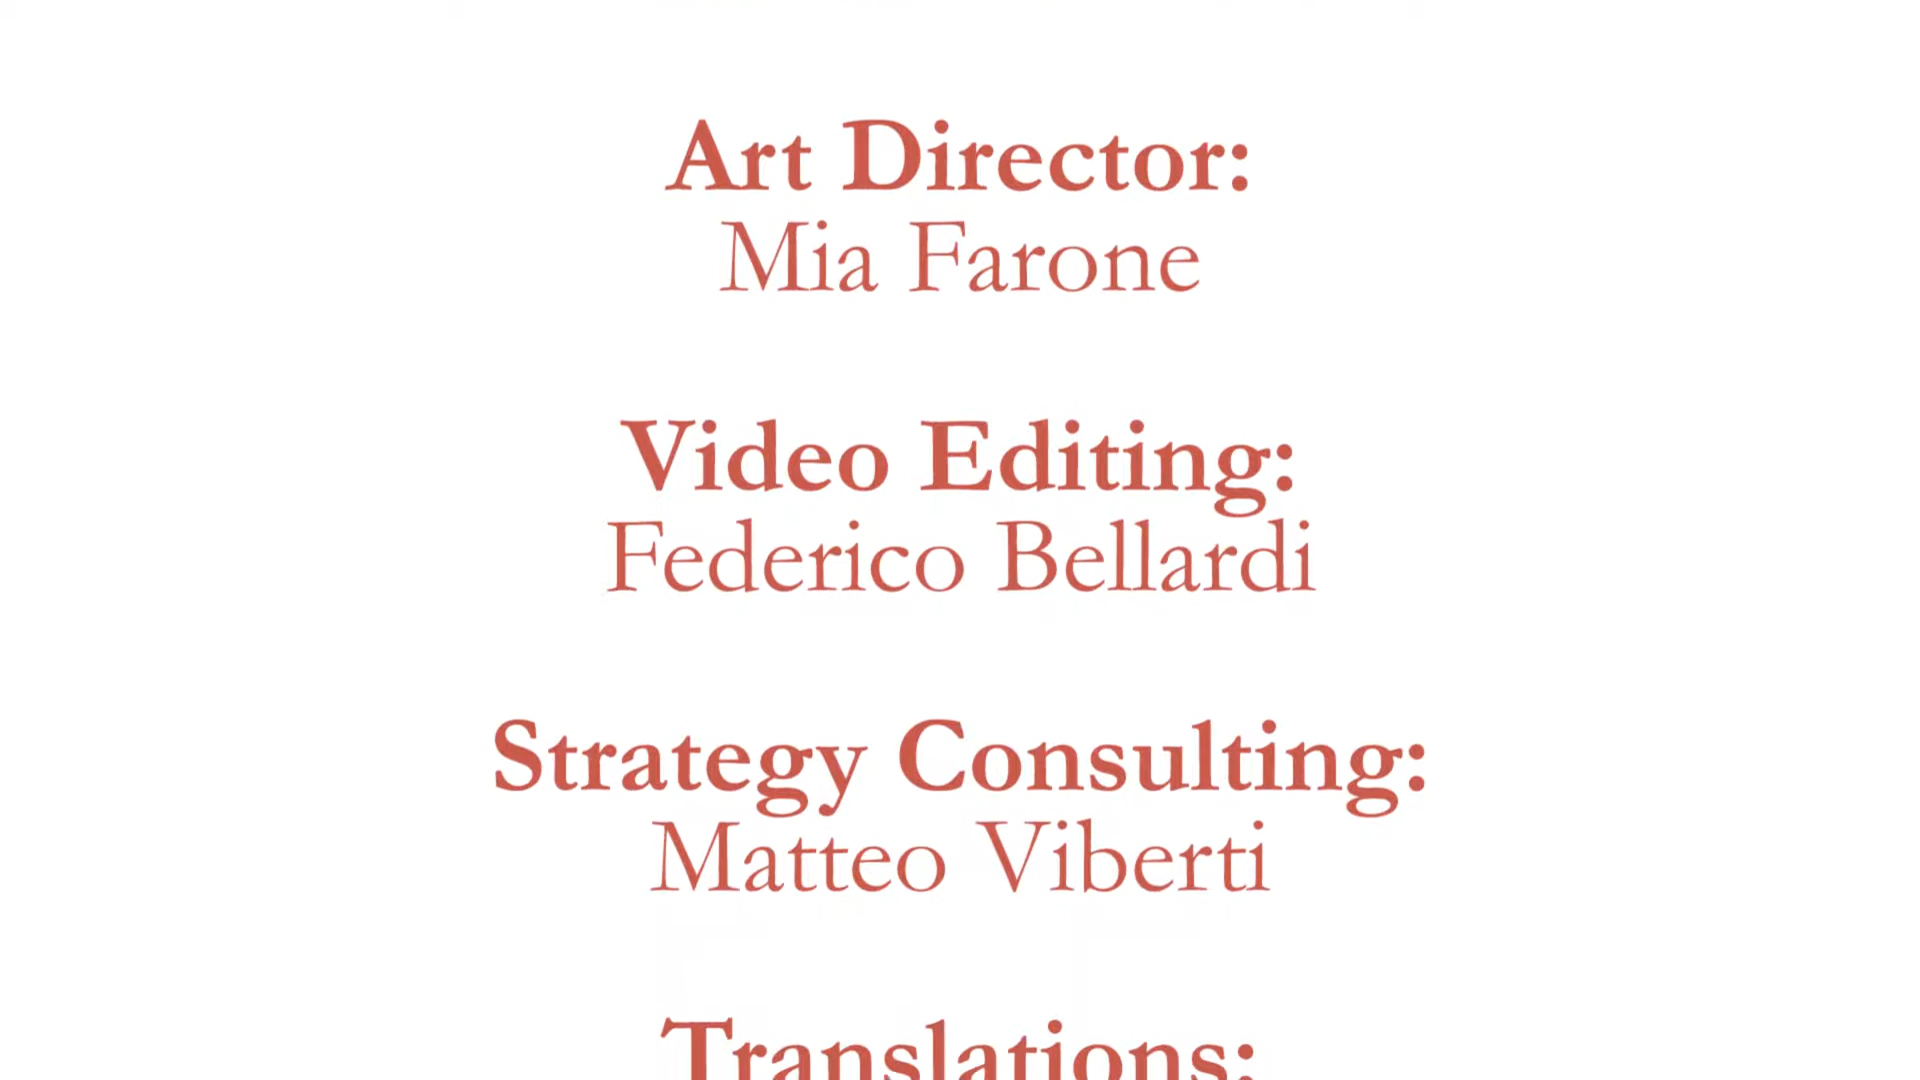 Art Director:
Mia Farone
Video Editing:
Federico Bellardi
Strategy Consulting:
Matteo Viberti
Translations: